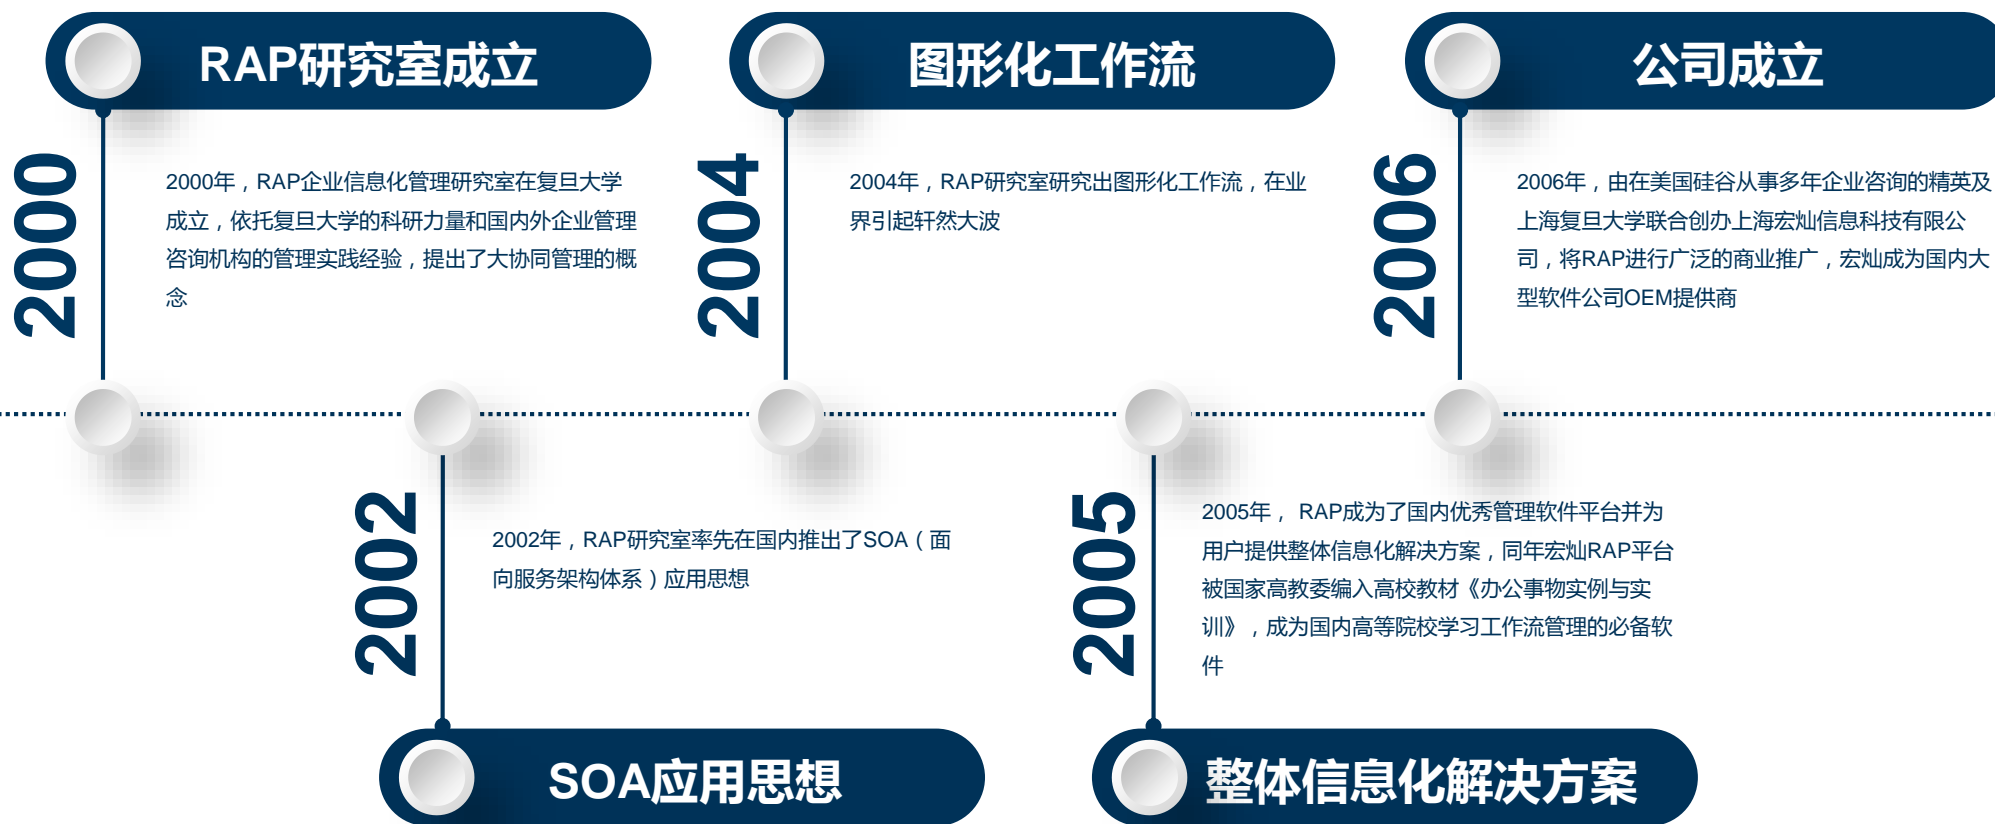 RAP研究室成立
2000
2000年，RAP企业信息化管理研究室在复旦大学
成立，依托复旦大学的科研力量和国内外企业管理
咨询机构的管理实践经验，提出了大协同管理的概
念
图形化工作流
2004
2004年，RAP研究室研究出图形化工作流，在业
界引起轩然大波
公司成立
2006
2006年，由在美国硅谷从事多年企业咨询的精英及
上海复旦大学联合创办上海宏灿信息科技有限公
司，将RAP进行广泛的商业推广，宏灿成为国内大
型软件公司OEM提供商
2002
2002年，RAP研究室率先在国内推出了SOA（面
向服务架构体系）应用思想
SOA应用思想
2005
2005年， RAP成为了国内优秀管理软件平台并为
用户提供整体信息化解决方案，同年宏灿RAP平台
被国家高教委编入高校教材《办公事物实例与实
训》，成为国内高等院校学习工作流管理的必备软
件
整体信息化解决方案